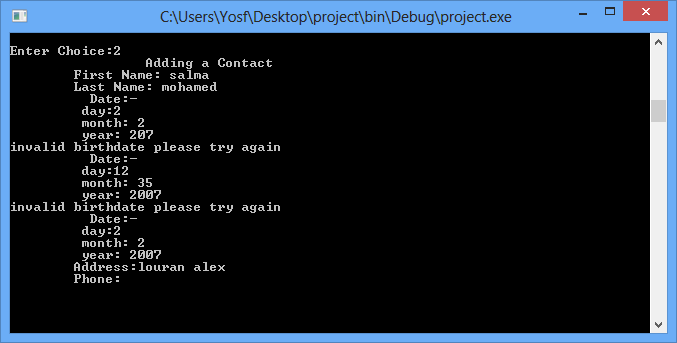 C:\Users\Yosf\Desktop\project\bin\Debug\project.exe
Enter Choice:2
Adding a Contact
First Name: salma
Last Name: mohamed
Date:-
day:2
month: 2
year: 207
invalid birthdate please try again
Date:-
day:12
month: 35
year: 2007
invalid birthdate please try again
Date:-
day:2
month: 2
year: 2007
Address:louran alex
Phone: